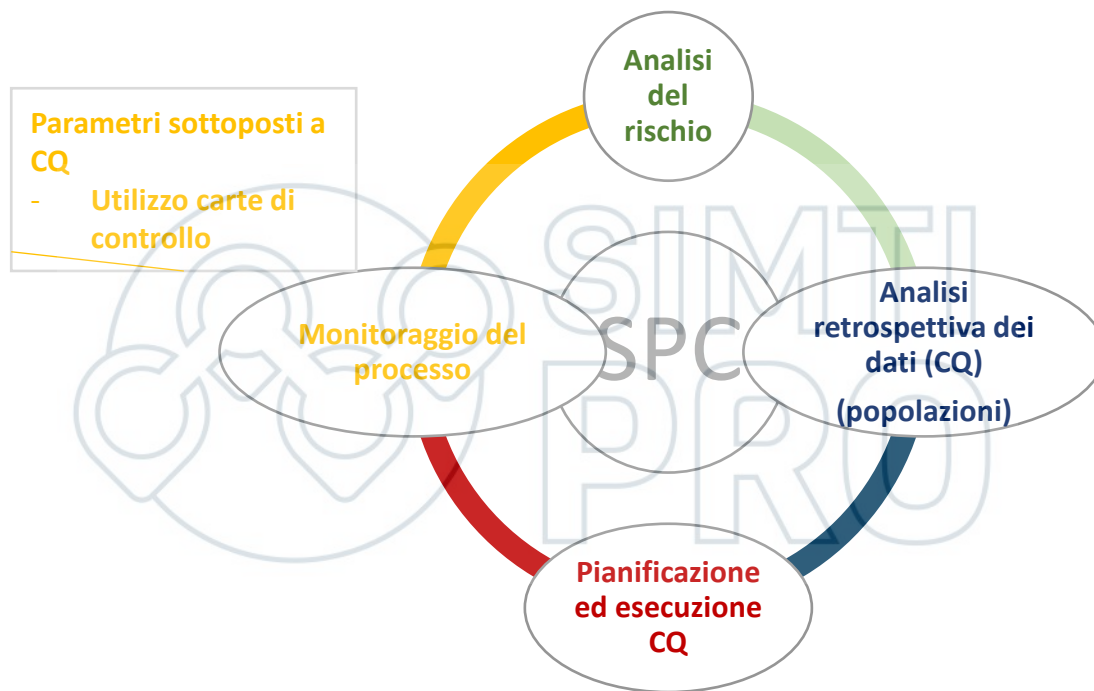 Analisi
del
rischio
Parametri sottoposti a
CQ
- Utilizzo carte di
controllo
SIMTI
PRO
SPC
Monitoraggio del
processo
Analisi
retrospettiva dei
dati (CQ)
(popolazioni)
Pianificazione
ed esecuzione
CQ